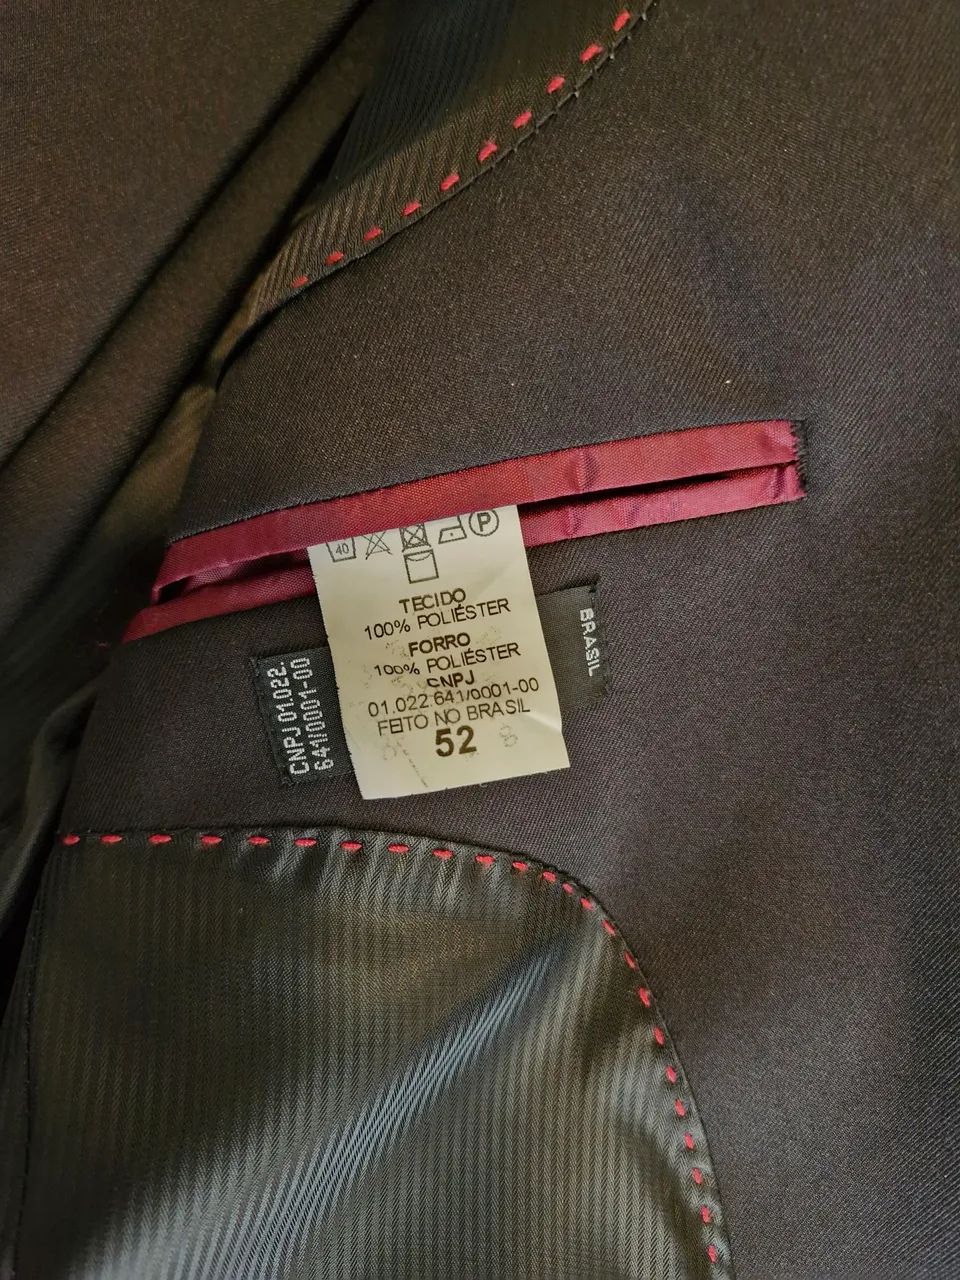 40
P
TECIDO
100% POLIÉSTER
FORRO
100% POLIÉSTER
CNPJ
01.022.641/0001-00
FEITO NO BRASIL
52
CNPJ 01.022.
641/0001-00
BRASIL